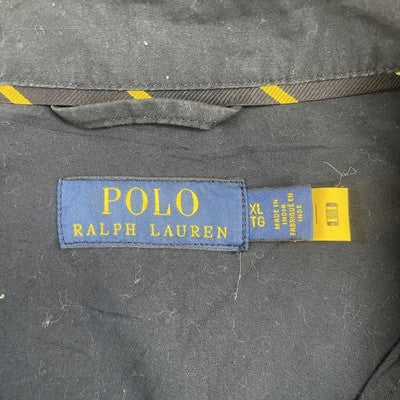 POLO
RALPH LAUREN
XL
TG
MADE IN
INDIA
FABRIQUÉ EN
INDE